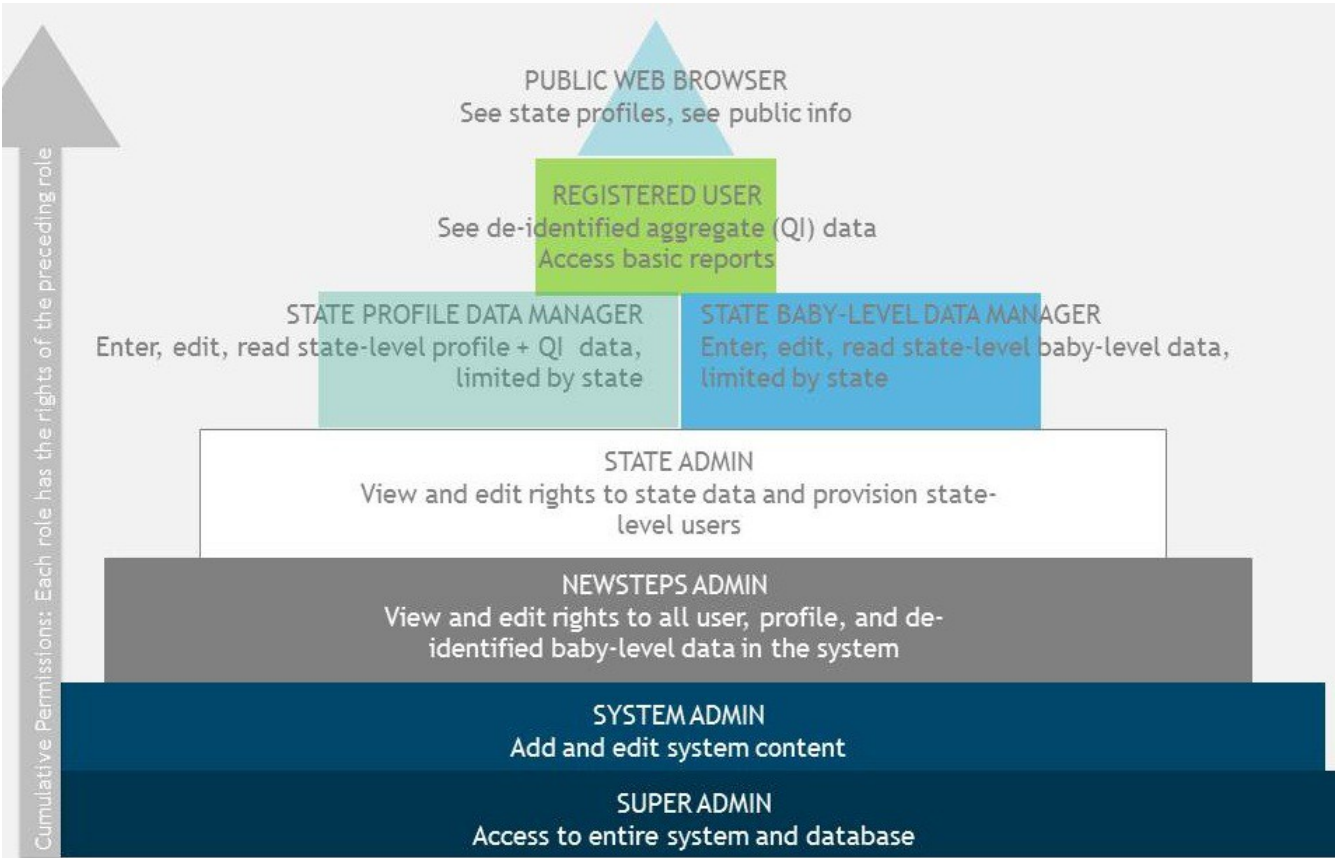 PUBLIC WEB BROWSER
See state profiles, see public info
REGISTERED USER
See de-identified aggregate (QI) data
Access basic reports
STATE PROFILE DATA MANAGER
Enter, edit, read state-level profile + QI data,
limited by state
STATE BABY-LEVEL DATA MANAGER
Enter, edit, read state-level baby-level data,
limited by state
STATE ADMIN
View and edit rights to state data and provision state-
level users
NEWSTEPS ADMIN
View and edit rights to all user, profile, and de-
identified baby-level data in the system
SYSTEM ADMIN
Add and edit system content
SUPER ADMIN
Access to entire system and database
Cumulative Permissions: Each role has the rights of the preceding role